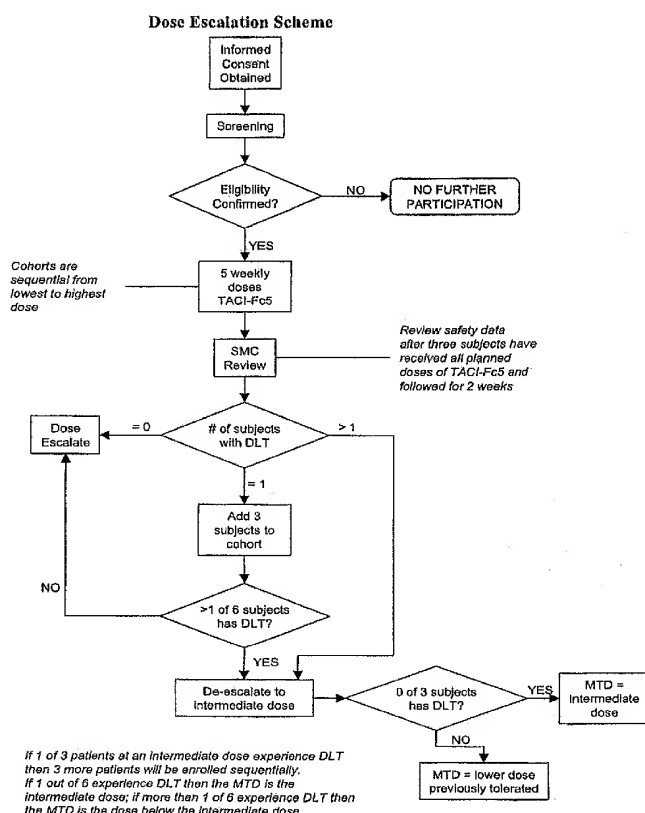 Dose Escalation Scheme
Informed
Consent
Obtained
Screening
Eligibility
Confirmed?
NO
NO FURTHER
PARTICIPATION
YES
Cohorts are
sequential from
lowest to highest
dose
5 weekly
doses
TACI-Fc5
SMC
Review
Review safety data
after three subjects have
received all planned
doses of TACI-Fc5 and
followed for 2 weeks
Dose
Escalate
= 0
# of subjects
with DLT
> 1
= 1
Add 3
subjects to
cohort
NO
>1 of 6 subjects
has DLT?
YES
De-escalate to
intermediate dose
0 of 3 subjects
has DLT?
YES
MTD =
Intermediate
dose
NO
MTD = lower dose
previously tolerated
If 1 of 3 patients at an intermediate dose experience DLT
then 3 more patients will be enrolled sequentially.
If 1 out of 6 experience DLT then the MTD is the
intermediate dose; if more than 1 of 6 experience DLT then
the MTD is the dose below the intermediate dose